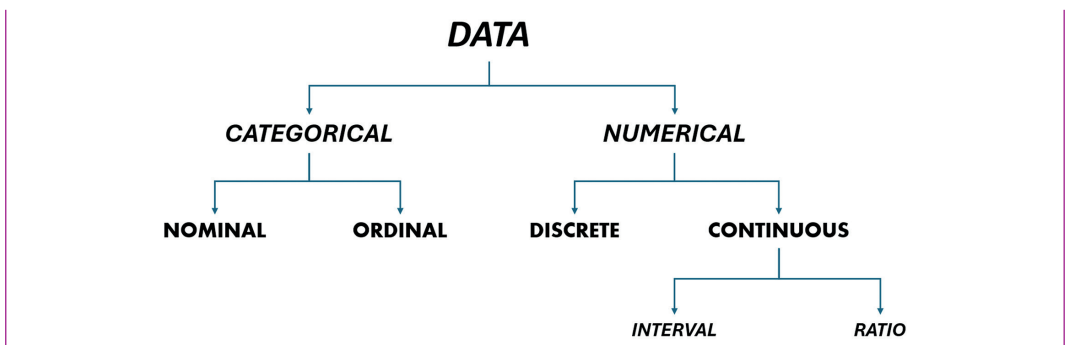 DATA
CATEGORICAL NUMERICAL
NOMINAL ORDINAL DISCRETE CONTINUOUS
INTERVAL RATIO